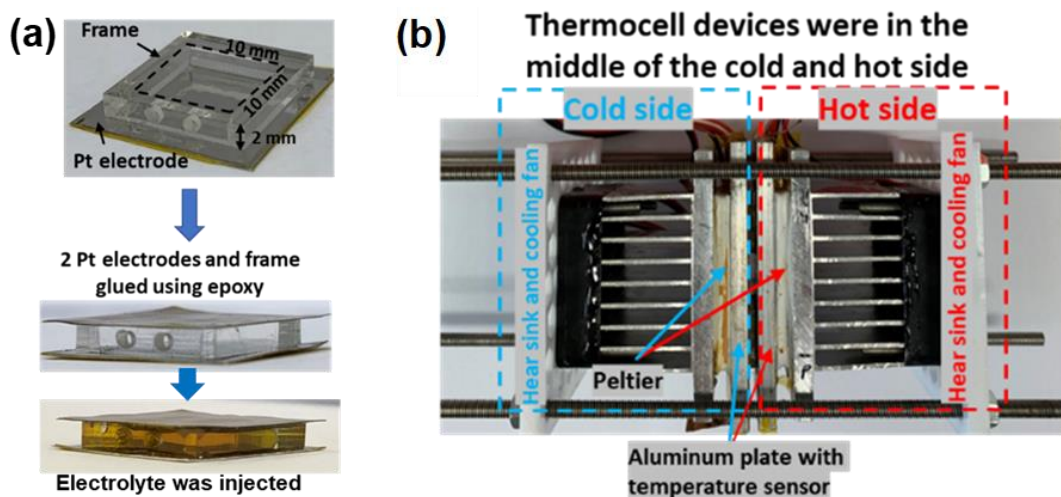 (a)
Frame
10 mm
10 mm
2 mm
Pt electrode
2 Pt electrodes and frame
glued using epoxy
Electrolyte was injected
(b)
Thermocell devices were in the
middle of the cold and hot side
Cold side
Hot side
Hear sink and cooling fan
Hear sink and cooling fan
Peltier
Aluminum plate with
temperature sensor